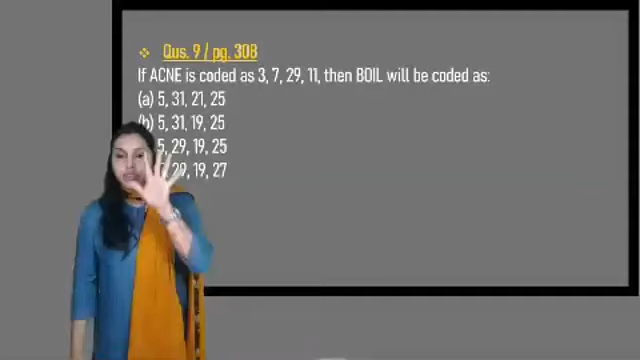 ❖ Qus. 9 / pg. 308
If ACNE is coded as 3, 7, 29, 11, then BOIL will be coded as:
(a) 5, 31, 21, 25
(b) 5, 31, 19, 25
5, 29, 19, 25
29, 19, 27